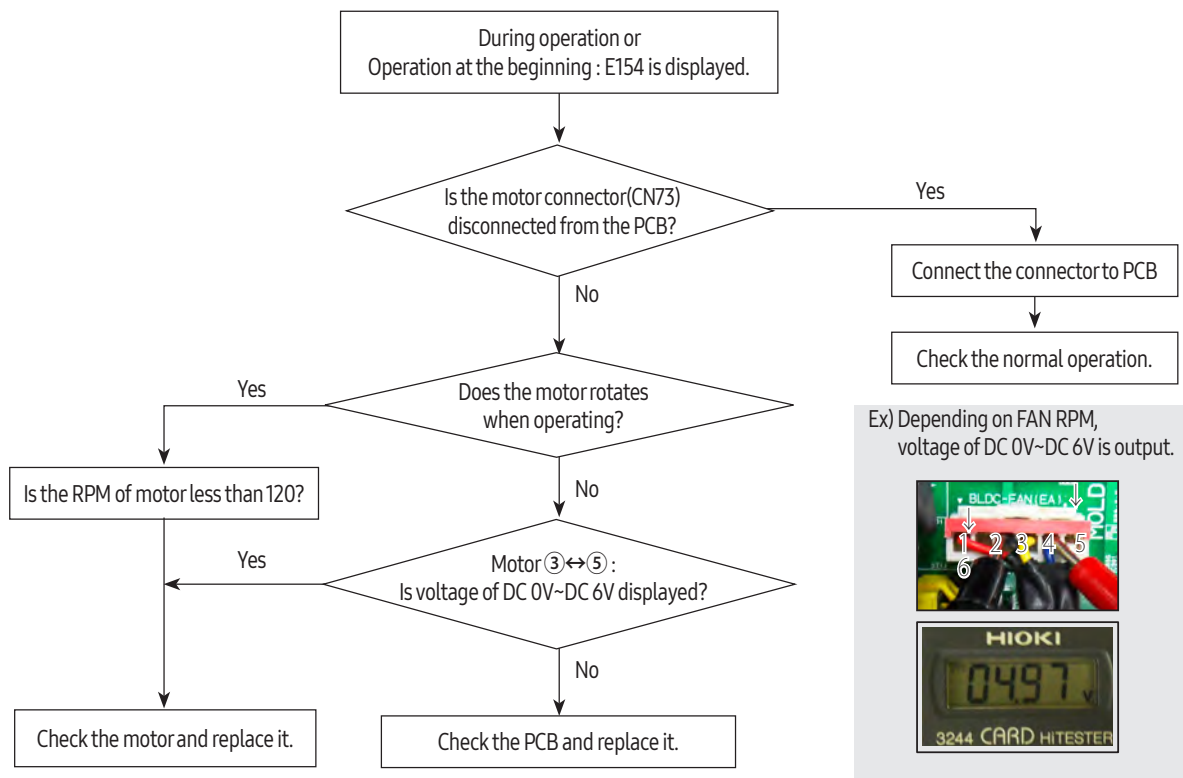 During operation or
Operation at the beginning : E154 is displayed.
Is the motor connector(CN73)
disconnected from the PCB?
Yes
Connect the connector to PCB
Check the normal operation.
No
Does the motor rotates
when operating?
Yes
Is the RPM of motor less than 120?
No
Motor ③↔⑤ :
Is voltage of DC 0V~DC 6V displayed?
Yes
No
Check the motor and replace it.
Check the PCB and replace it.
Ex) Depending on FAN RPM,
voltage of DC 0V~DC 6V is output.
BLDC-FAN(EA)
MOLD
1 2 3 4 5
6
HIOKI
04.97 V
3244 CARD HiTESTER